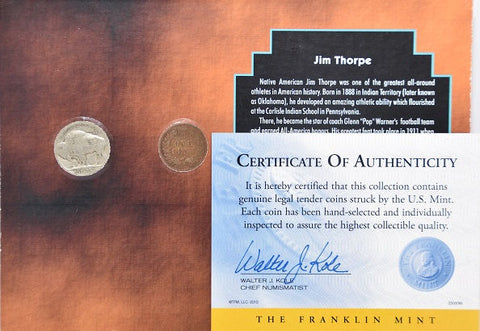 Jim Thorpe
Native American Jim Thorpe was one of the greatest all-around
athletes in American history. Born in 1888 in Indian Territory (later known
as Oklahoma), he developed an amazing athletic ability which flourished
at the Carlisle Indian School in Pennsylvania.
There, he became the star of coach Glenn "Pop" Warner's football team
and earned All-America honors. His greatest feat took place in 1911 when
CERTIFICATE OF AUTHENTICITY
It is hereby certified that this collection contains
genuine legal tender coins struck by the U.S. Mint.
Each coin has been hand-selected and individually
inspected to assure the highest collectible quality.
Walter J. Kole
WALTER J. KOLE
CHIEF NUMISMATIST
©TFM, LLC. 2010
THE FRANKLIN MINT